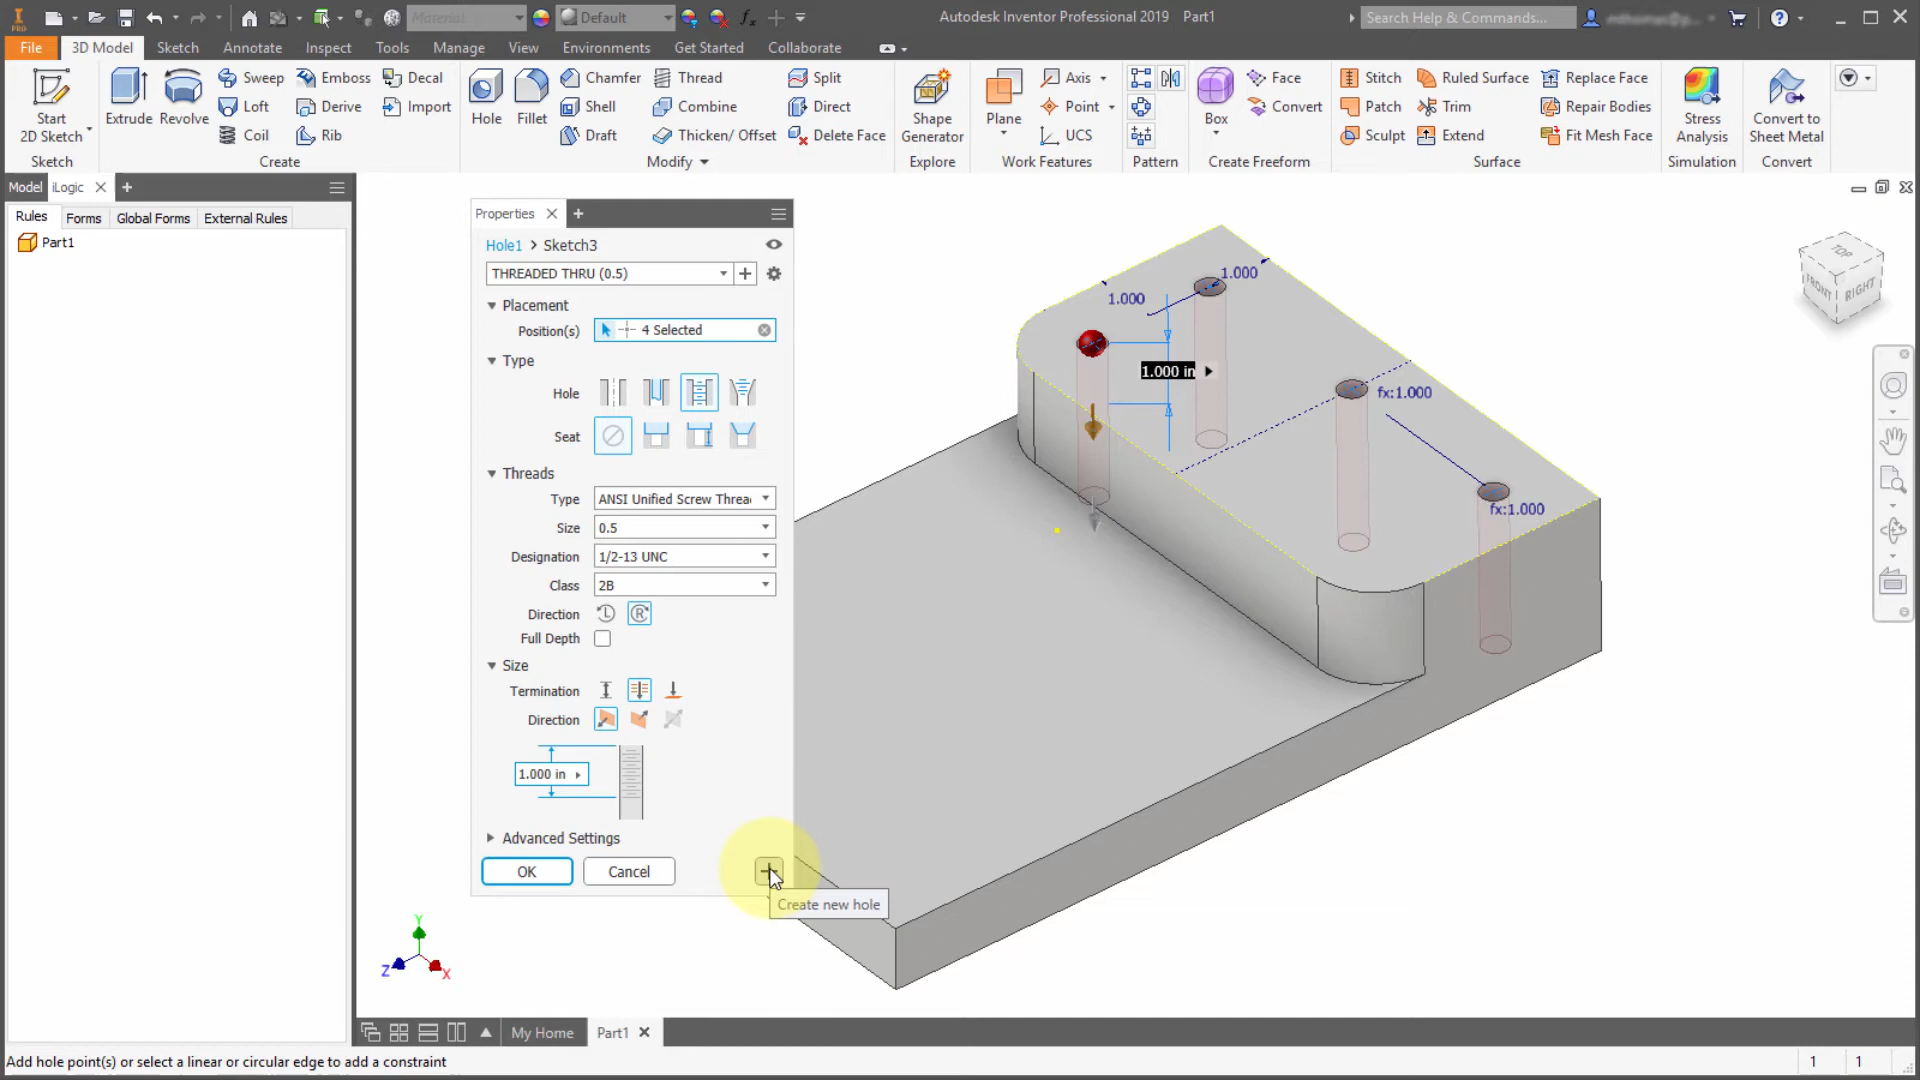 PRO
Material
Default
Autodesk Inventor Professional 2019 Part1
Search Help & Commands...
File 3D Model Sketch Annotate Inspect Tools Manage View Environments Get Started Collaborate
Start 2D Sketch
Sketch
Extrude
Revolve
Sweep
Loft
Coil
Emboss
Derive
Rib
Decal
Import
Create
Hole
Fillet
Chamfer
Shell
Draft
Thread
Combine
Thicken/ Offset
Split
Direct
Delete Face
Modify
Shape Generator
Explore
Plane
Axis
Point
UCS
Work Features
Pattern
Box
Face
Convert
Create Freeform
Stitch
Patch
Sculpt
Ruled Surface
Trim
Extend
Replace Face
Repair Bodies
Fit Mesh Face
Surface
Stress Analysis
Simulation
Convert to Sheet Metal
Convert
Model iLogic
Rules Forms Global Forms External Rules
Part1
Properties
Hole1 > Sketch3
THREADED THRU (0.5)
Placement
Position(s) 4 Selected
Type
Hole
Seat
Threads
Type ANSI Unified Screw Threa
Size 0.5
Designation 1/2-13 UNC
Class 2B
Direction L R
Full Depth
Size
Termination
Direction
1.000 in
Advanced Settings
OK Cancel
Create new hole
1.000
1.000
1.000 in
fx:1.000
fx:1.000
TOP
FRONT RIGHT
Y
Z X
My Home Part1
Add hole point(s) or select a linear or circular edge to add a constraint
1 1